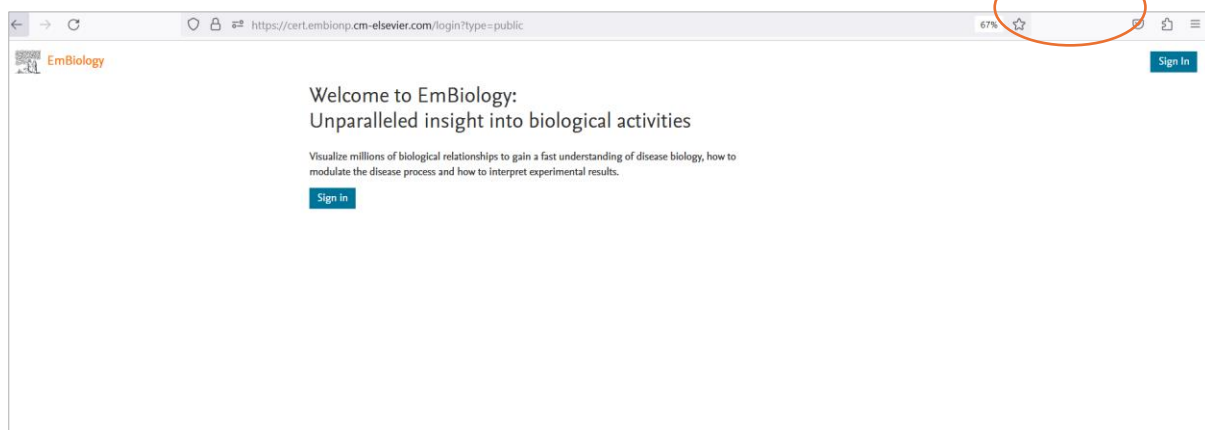 https://cert.embionp.cm-elsevier.com/login?type=public
67%
EmBiology
Sign In
Welcome to EmBiology:
Unparalleled insight into biological activities
Visualize millions of biological relationships to gain a fast understanding of disease biology, how to
modulate the disease process and how to interpret experimental results.
Sign in